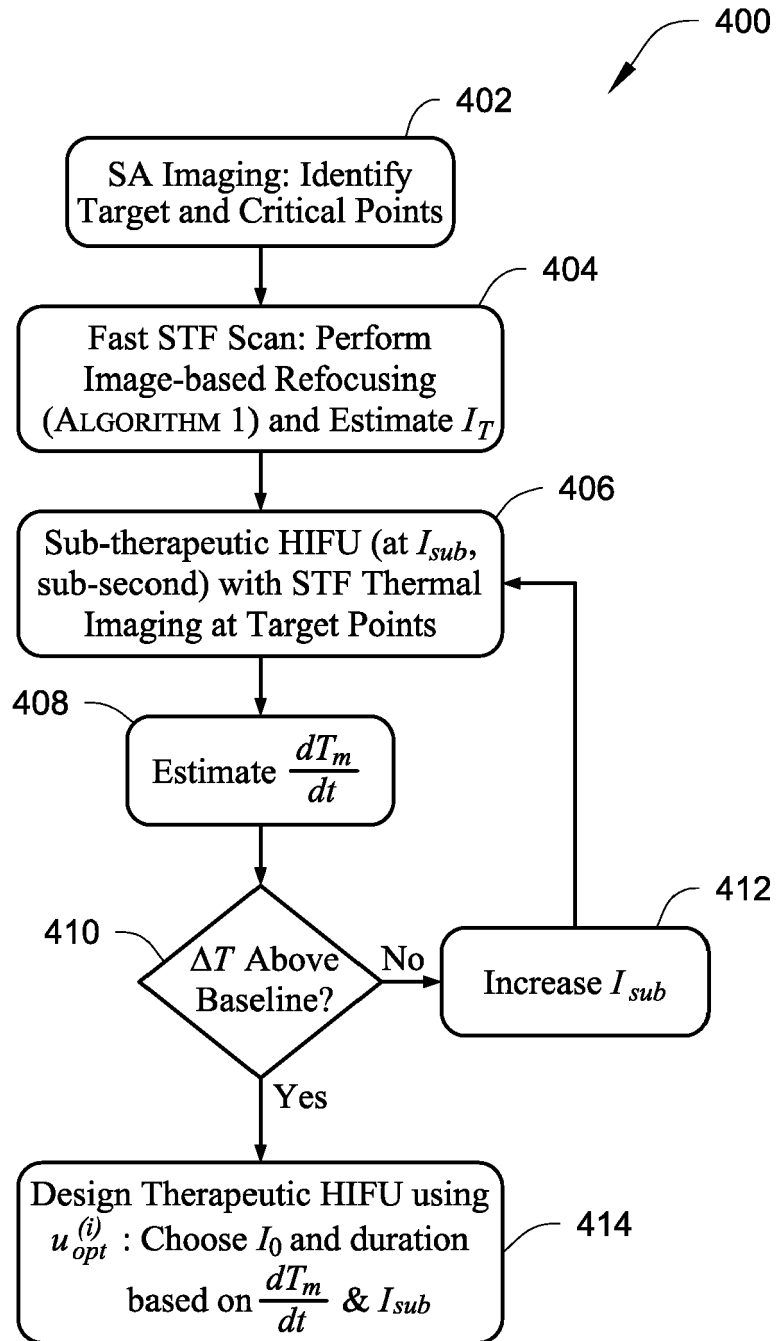 400
402
SA Imaging: Identify
Target and Critical Points
404
Fast STF Scan: Perform
Image-based Refocusing
(ALGORITHM 1) and Estimate I_T
406
Sub-therapeutic HIFU (at I_sub,
sub-second) with STF Thermal
Imaging at Target Points
408
Estimate dT_m/dt
410
ΔT Above
Baseline?
No
412
Increase I_sub
Yes
Design Therapeutic HIFU using
u_opt^(i) : Choose I_0 and duration
based on dT_m/dt & I_sub
414